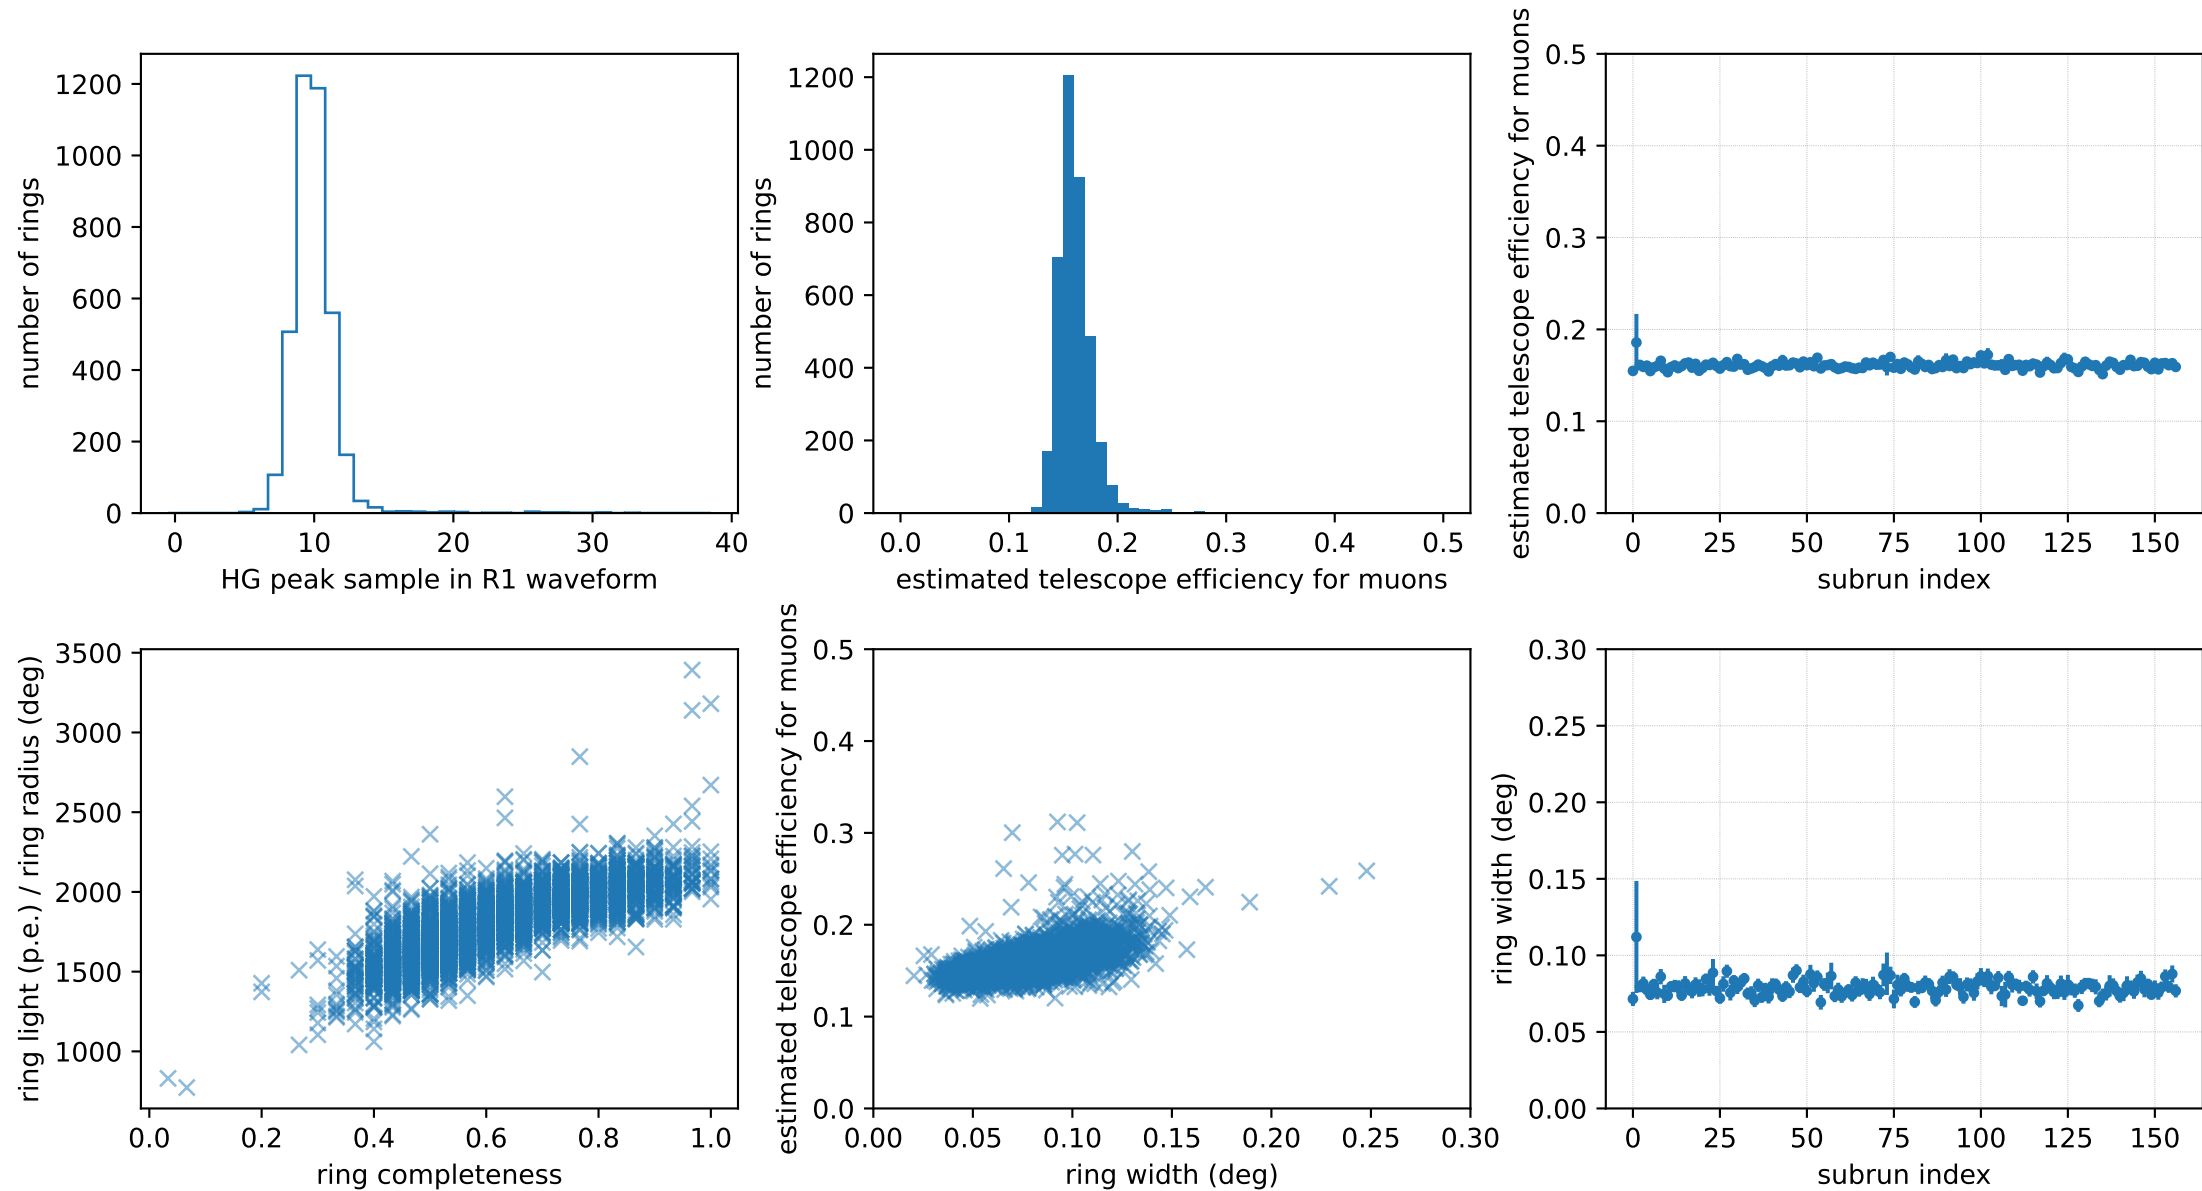 number of rings
1200
1000
800
600
400
200
0
0 10 20 30 40
HG peak sample in R1 waveform
number of rings
1200
1000
800
600
400
200
0
0.0 0.1 0.2 0.3 0.4 0.5
estimated telescope efficiency for muons
estimated telescope efficiency for muons
0.5
0.4
0.3
0.2
0.1
0.0
0 25 50 75 100 125 150
subrun index
ring light (p.e.) / ring radius (deg)
3500
3000
2500
2000
1500
1000
0.0 0.2 0.4 0.6 0.8 1.0
ring completeness
estimated telescope efficiency for muons
0.5
0.4
0.3
0.2
0.1
0.0
0.00 0.05 0.10 0.15 0.20 0.25 0.30
ring width (deg)
ring width (deg)
0.30
0.25
0.20
0.15
0.10
0.05
0.00
0 25 50 75 100 125 150
subrun index